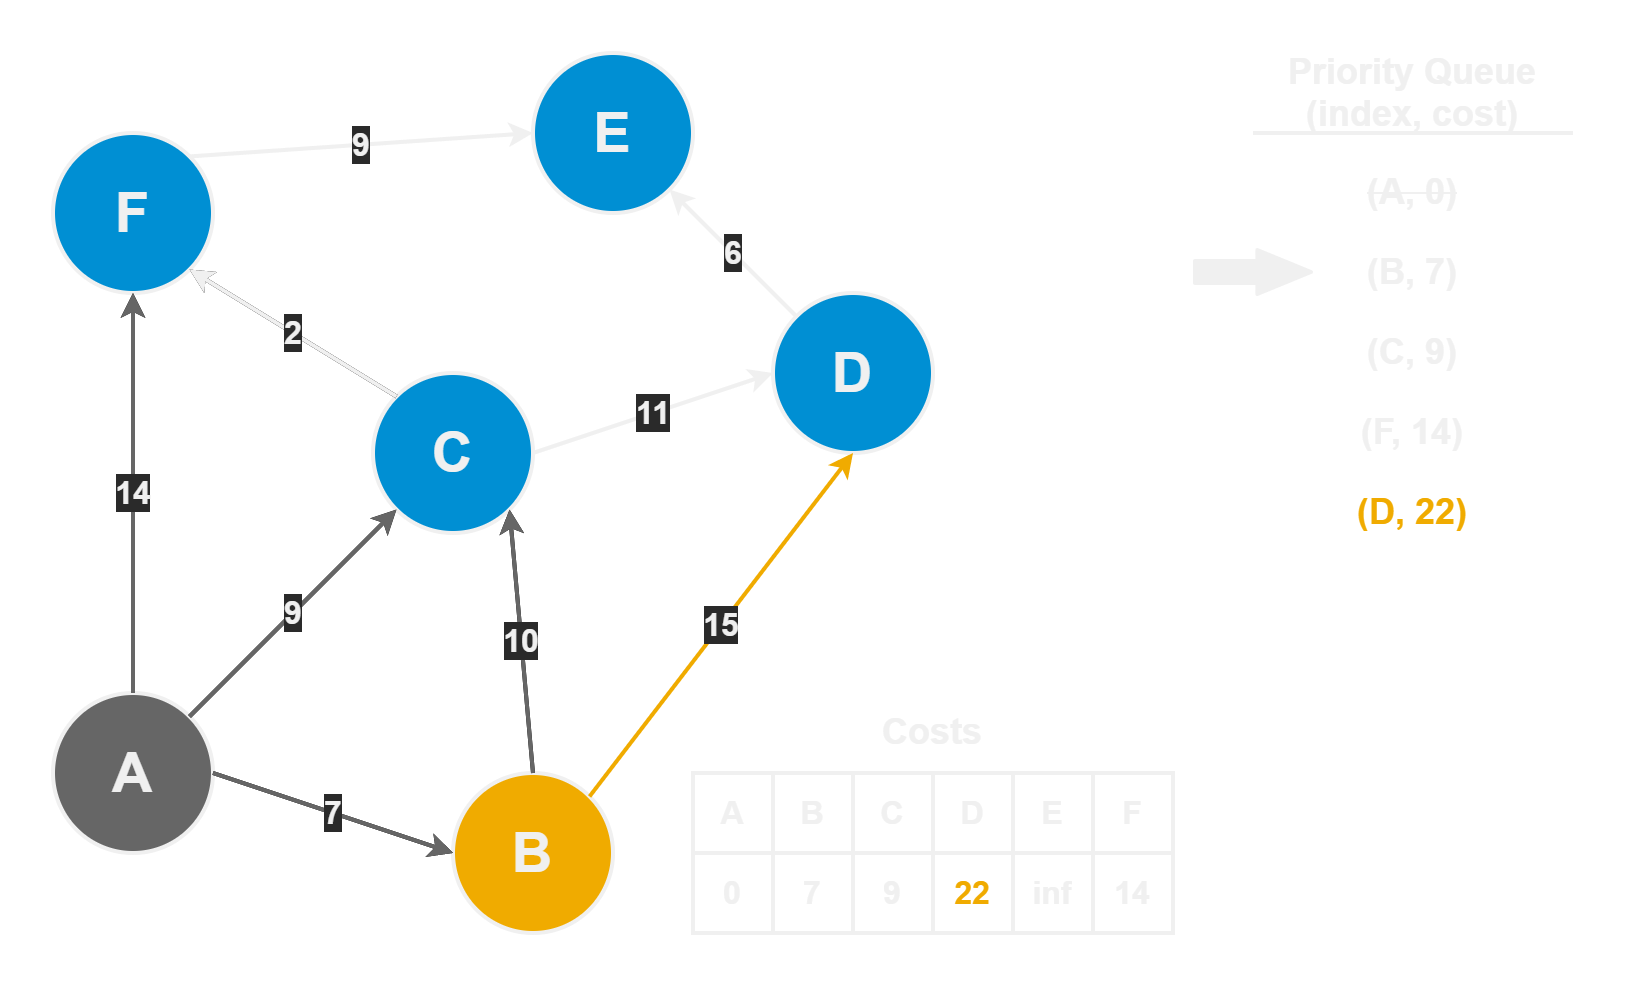 E
F
9
6
2
D
C
11
14
9
10
15
A
7
B
Priority Queue
(index, cost)
(A, 0)
(B, 7)
(C, 9)
(F, 14)
(D, 22)
Costs
A B C D E F
0 7 9 22 inf 14